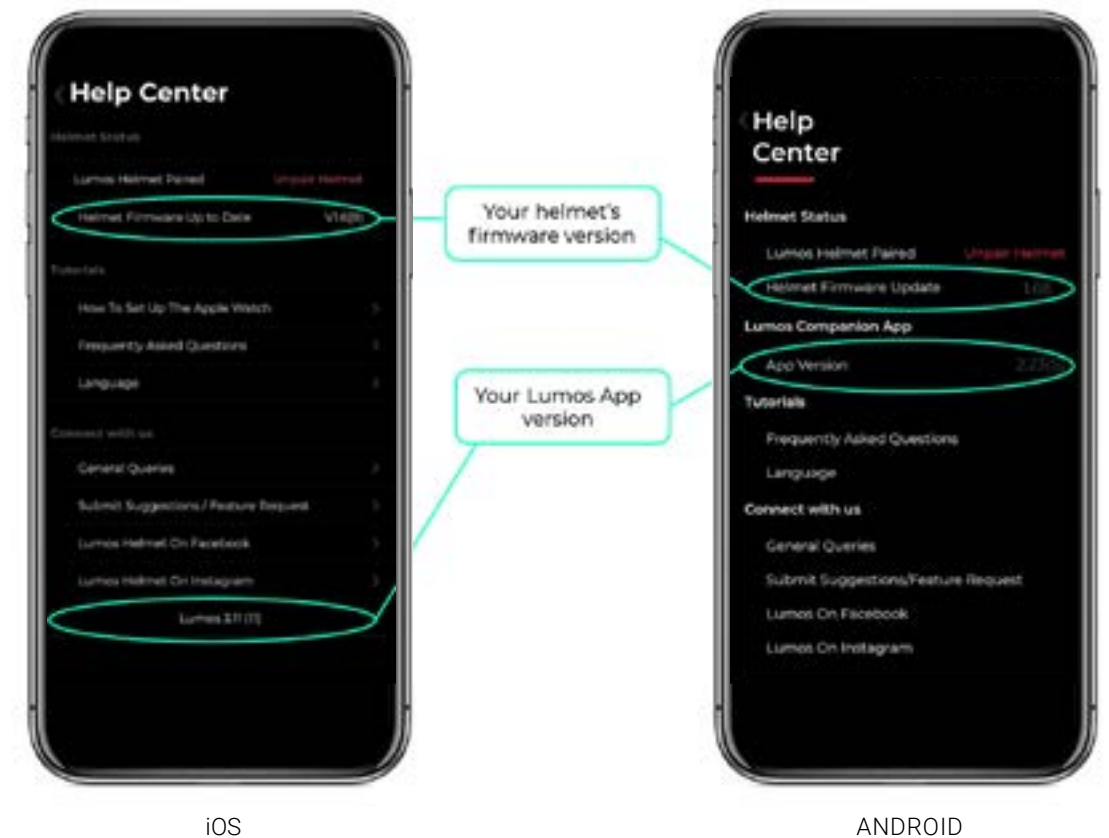 Help Center
Helmet Status
Lumos Helmet Paired Unpair Helmet
Helmet Firmware Up to Date
Tutorials
How To Set Up The Apple Watch
Frequently Asked Questions
Language
Connect with us
General Queries
Submit Suggestions / Feature Request
Lumos Helmet On Facebook
Lumos Helmet On Instagram
Lumos
iOS
Your helmet's
firmware version
Your Lumos App
version
Help
Center
Helmet Status
Lumos Helmet Paired Unpair Helmet
Helmet Firmware Update
Lumos Companion App
App Version
Tutorials
Frequently Asked Questions
Language
Connect with us
General Queries
Submit Suggestions/Feature Request
Lumos On Facebook
Lumos On Instagram
ANDROID